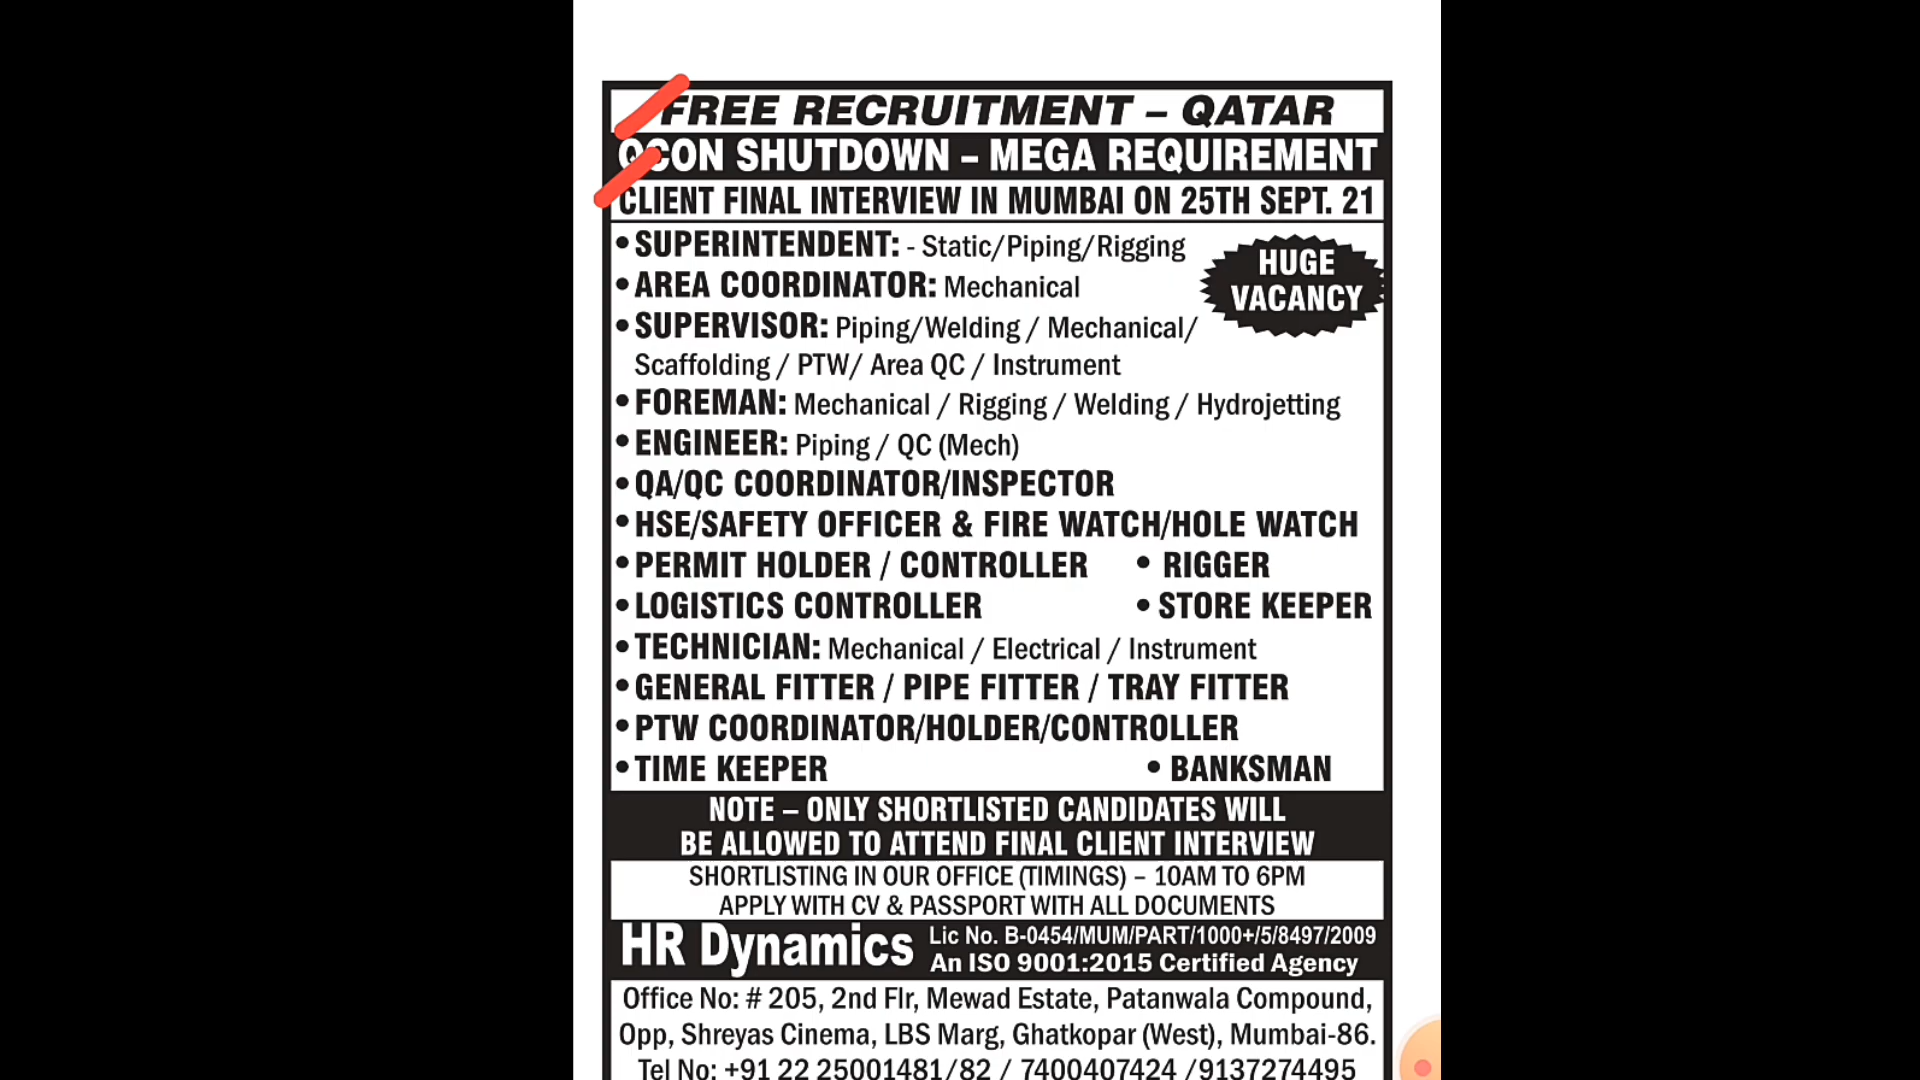 FREE RECRUITMENT – QATAR
QCON SHUTDOWN – MEGA REQUIREMENT
CLIENT FINAL INTERVIEW IN MUMBAI ON 25TH SEPT. 21
• SUPERINTENDENT: - Static/Piping/Rigging
HUGE VACANCY
• AREA COORDINATOR: Mechanical
• SUPERVISOR: Piping/Welding / Mechanical/
Scaffolding / PTW/ Area QC / Instrument
• FOREMAN: Mechanical / Rigging / Welding / Hydrojetting
• ENGINEER: Piping / QC (Mech)
• QA/QC COORDINATOR/INSPECTOR
• HSE/SAFETY OFFICER & FIRE WATCH/HOLE WATCH
• PERMIT HOLDER / CONTROLLER • RIGGER
• LOGISTICS CONTROLLER • STORE KEEPER
• TECHNICIAN: Mechanical / Electrical / Instrument
• GENERAL FITTER / PIPE FITTER / TRAY FITTER
• PTW COORDINATOR/HOLDER/CONTROLLER
• TIME KEEPER • BANKSMAN
NOTE – ONLY SHORTLISTED CANDIDATES WILL
BE ALLOWED TO ATTEND FINAL CLIENT INTERVIEW
SHORTLISTING IN OUR OFFICE (TIMINGS) – 10AM TO 6PM
APPLY WITH CV & PASSPORT WITH ALL DOCUMENTS
HR Dynamics Lic No. B-0454/MUM/PART/1000+/5/8497/2009
An ISO 9001:2015 Certified Agency
Office No: # 205, 2nd Flr, Mewad Estate, Patanwala Compound,
Opp, Shreyas Cinema, LBS Marg, Ghatkopar (West), Mumbai-86.
Tel No: +91 22 25001481/82 / 7400407424 /9137274495